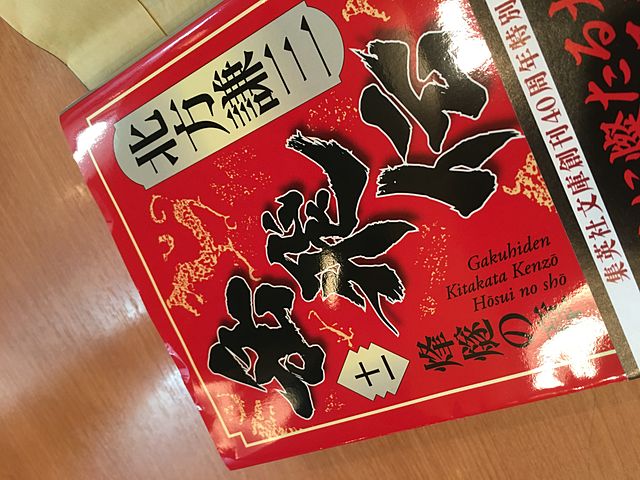 北方謙三
岳飛伝
十一
烽燧の
Gakuhiden
Kitakata Kenzō
Hōsui no shō
集英社文庫創刊40周年特別